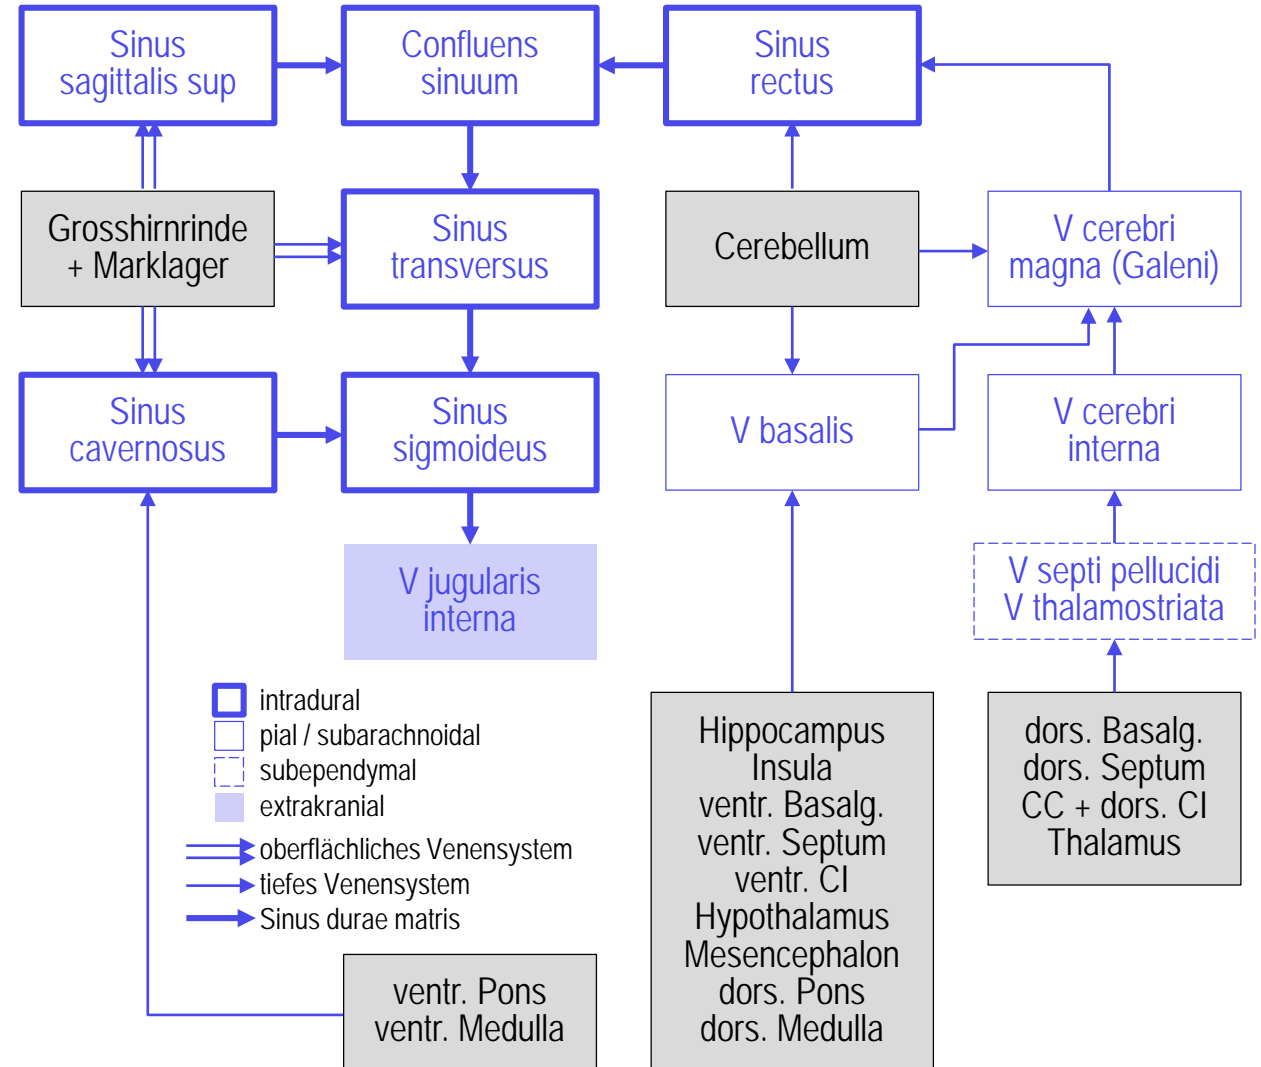 Sinus
sagittalis sup
Confluens
sinuum
Sinus
rectus
Grosshirnrinde
+ Marklager
Sinus
transversus
Cerebellum
V cerebri
magna (Galeni)
Sinus
cavernosus
Sinus
sigmoideus
V basalis
V cerebri
interna
V jugularis
interna
V septi pellucidi
V thalamostriata
intradural
pial / subarachnoidal
subependymal
extrakranial
oberflächliches Venensystem
tiefes Venensystem
Sinus durae matris
Hippocampus
Insula
ventr. Basalg.
ventr. Septum
ventr. CI
Hypothalamus
Mesencephalon
dors. Pons
dors. Medulla
dors. Basalg.
dors. Septum
CC + dors. CI
Thalamus
ventr. Pons
ventr. Medulla